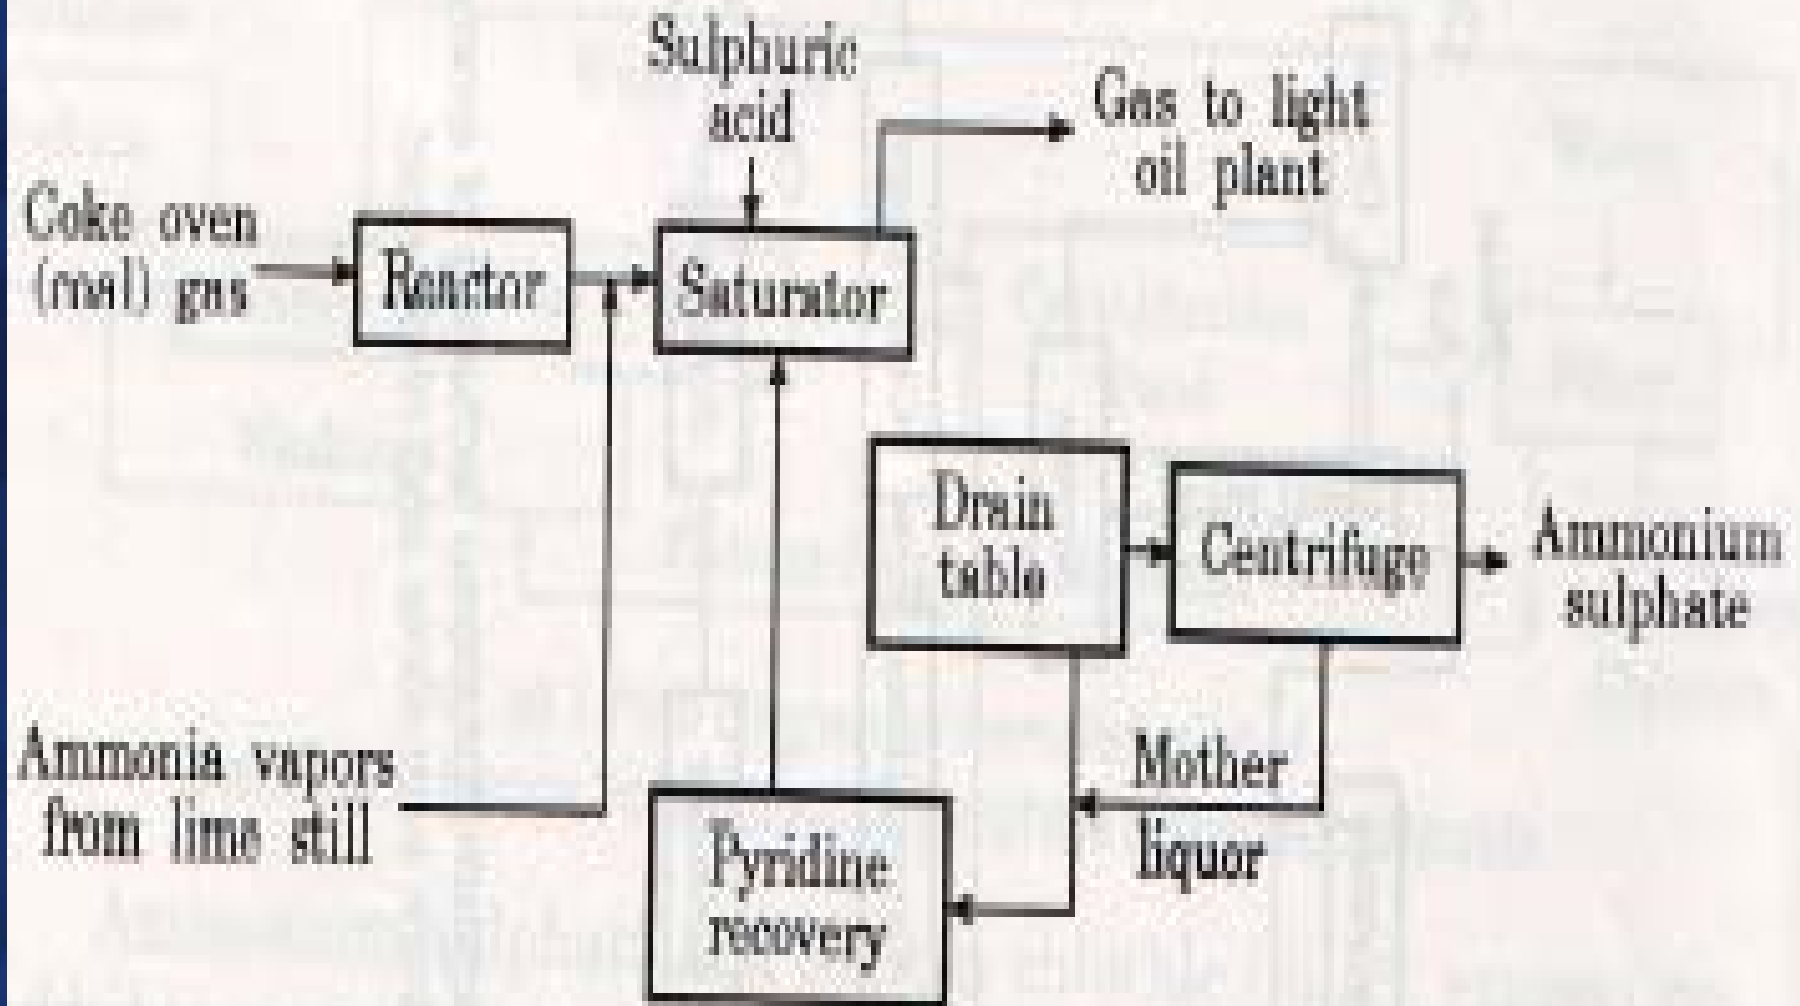 Sulphuric
acid
Gas to light
oil plant
Coke oven
(coal) gas
Reactor
Saturator
Drain
table
Centrifuge
Ammonium
sulphate
Ammonia vapors
from lime still
Mother
liquor
Pyridine
recovery